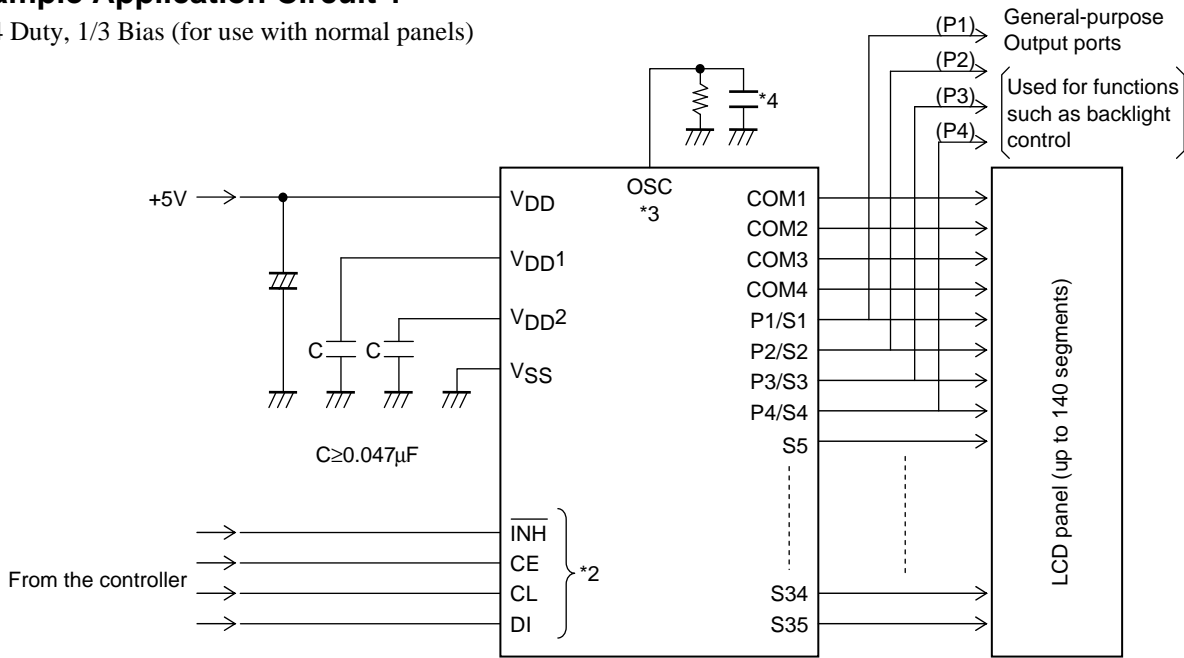 Application Circuit
Duty, 1/3 Bias (for use with normal panels)
(P1)
General-purpose
Output ports
(P2)
(P3)
(P4)
Used for functions
such as backlight
control
*4
+5V
VDD
VDD1
VDD2
VSS
OSC
*3
C
C
C≥0.047μF
COM1
COM2
COM3
COM4
P1/S1
P2/S2
P3/S3
P4/S4
S5
S34
S35
LCD panel (up to 140 segments)
From the controller
INH
CE
CL
DI
*2